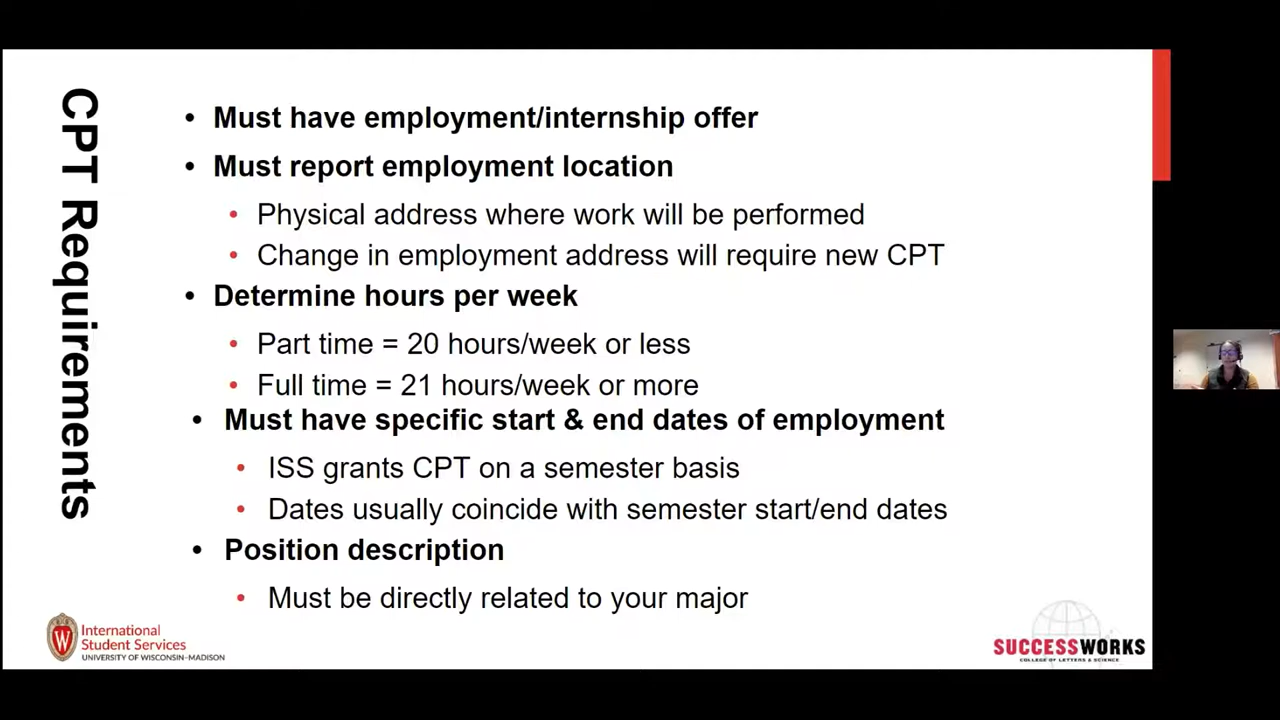 CPT Requirements
• Must have employment/internship offer
• Must report employment location
• Physical address where work will be performed
• Change in employment address will require new CPT
• Determine hours per week
• Part time = 20 hours/week or less
• Full time = 21 hours/week or more
• Must have specific start & end dates of employment
• ISS grants CPT on a semester basis
• Dates usually coincide with semester start/end dates
• Position description
• Must be directly related to your major
W
International
Student Services
UNIVERSITY OF WISCONSIN–MADISON
SUCCESSWORKS
COLLEGE OF LETTERS & SCIENCE